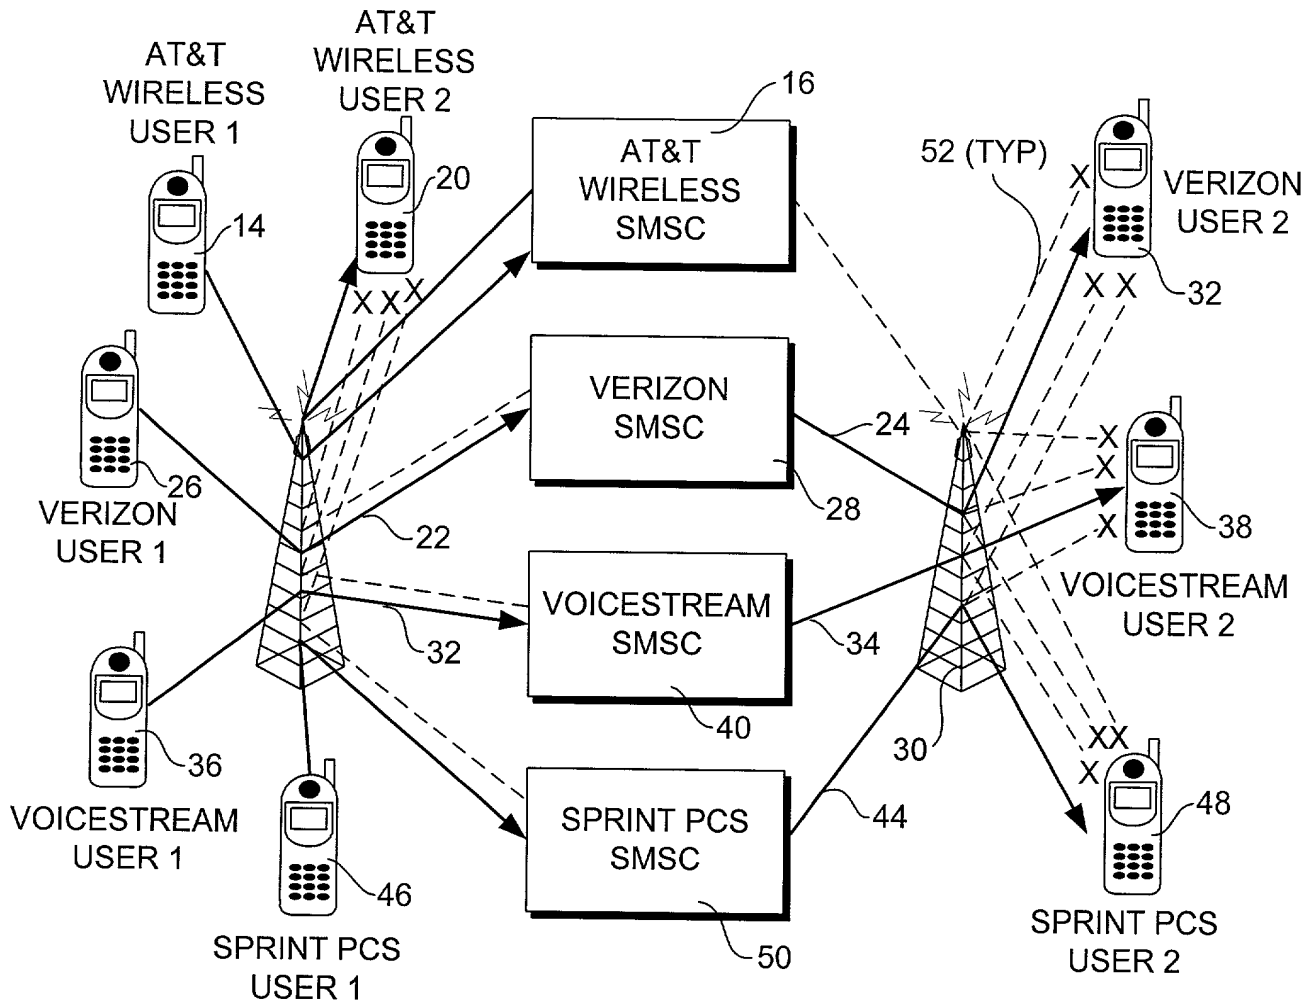 AT&T
WIRELESS
USER 1
AT&T
WIRELESS
USER 2
16
AT&T
WIRELESS
SMSC
52 (TYP)
X
VERIZON
USER 2
20
14
X X X
X X
32
VERIZON
SMSC
24
28
X
X
X
38
VOICESTREAM
USER 2
26
VERIZON
USER 1
22
VOICESTREAM
SMSC
32
34
40
30
36
VOICESTREAM
USER 1
XX
X
SPRINT PCS
SMSC
44
48
46
50
SPRINT PCS
USER 1
SPRINT PCS
USER 2